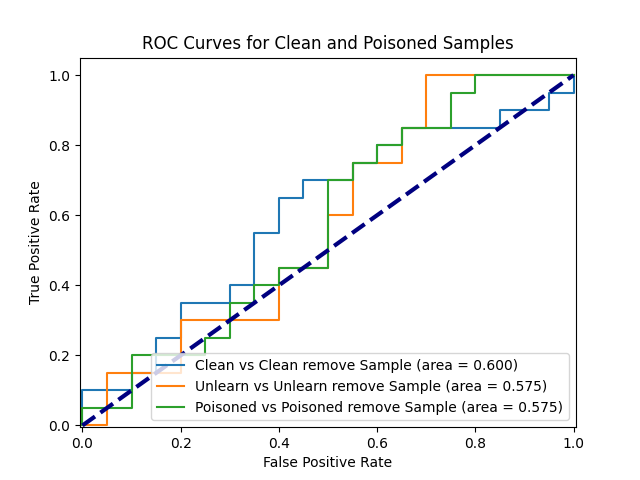 ROC Curves for Clean and Poisoned Samples
1.0
0.8
0.6
0.4
0.2
0.0
True Positive Rate
Clean vs Clean remove Sample (area = 0.600)
Unlearn vs Unlearn remove Sample (area = 0.575)
Poisoned vs Poisoned remove Sample (area = 0.575)
0.0 0.2 0.4 0.6 0.8 1.0
False Positive Rate